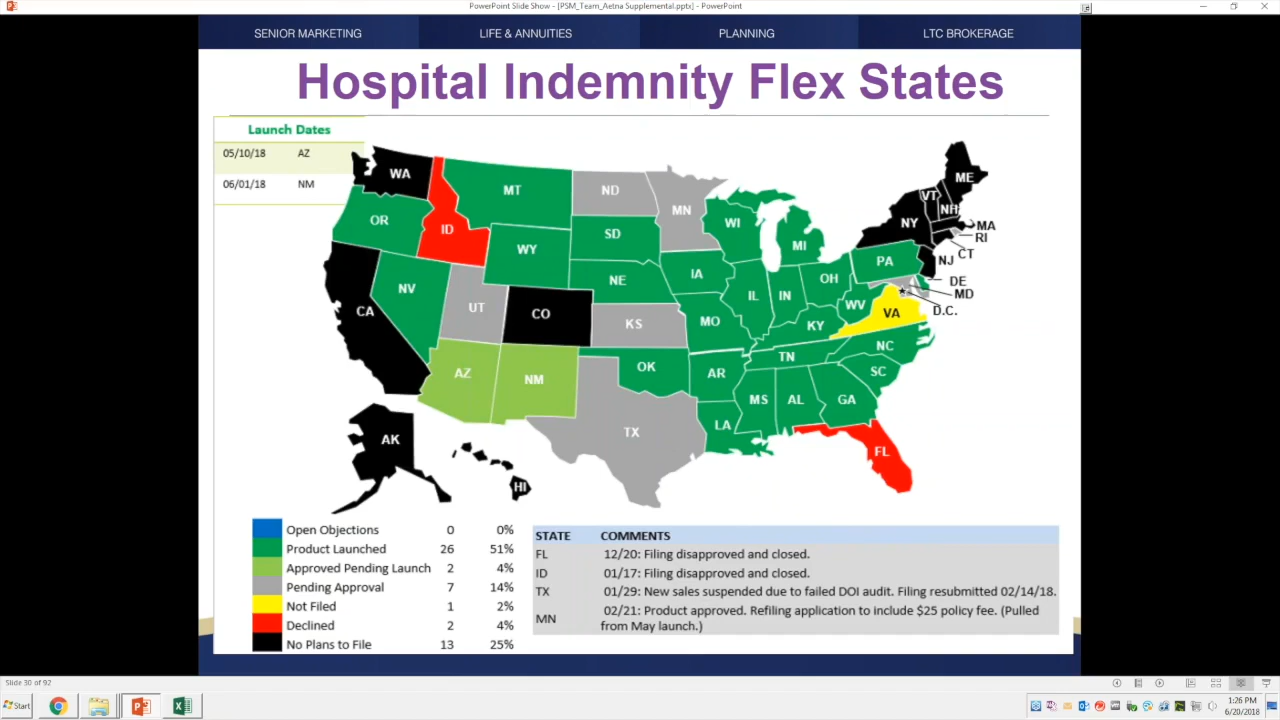 PowerPoint Slide Show - [PSM_Team_Aetna Supplemental.pptx] - PowerPoint
SENIOR MARKETING LIFE & ANNUITIES PLANNING LTC BROKERAGE
Hospital Indemnity Flex States
Launch Dates
05/10/18 AZ
06/01/18 NM
WA
MT
ND
MN
OR
ID
WY
SD
WI
MI
NY
VT
NH
ME
MA
RI
CT
NJ
PA
DE
MD
D.C.
CA
NV
UT
CO
NE
KS
IA
MO
IL
IN
OH
WV
VA
KY
AZ
NM
OK
AR
TN
NC
SC
TX
LA
MS
AL
GA
FL
AK
HI
Open Objections 0 0%
Product Launched 26 51%
Approved Pending Launch 2 4%
Pending Approval 7 14%
Not Filed 1 2%
Declined 2 4%
No Plans to File 13 25%
STATE COMMENTS
FL 12/20: Filing disapproved and closed.
ID 01/17: Filing disapproved and closed.
TX 01/29: New sales suspended due to failed DOI audit. Filing resubmitted 02/14/18.
MN 02/21: Product approved. Refiling application to include $25 policy fee. (Pulled
from May launch.)
Slide 30 of 92
Start
1:26 PM
6/20/2018